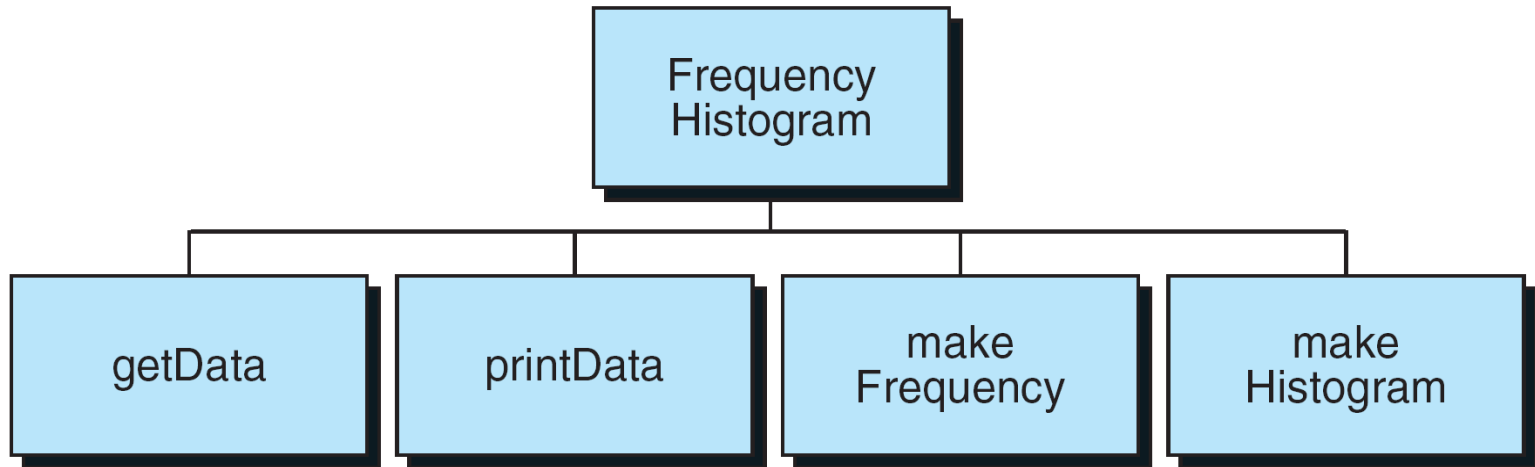 Frequency
Histogram
getData
printData
make
Frequency
make
Histogram